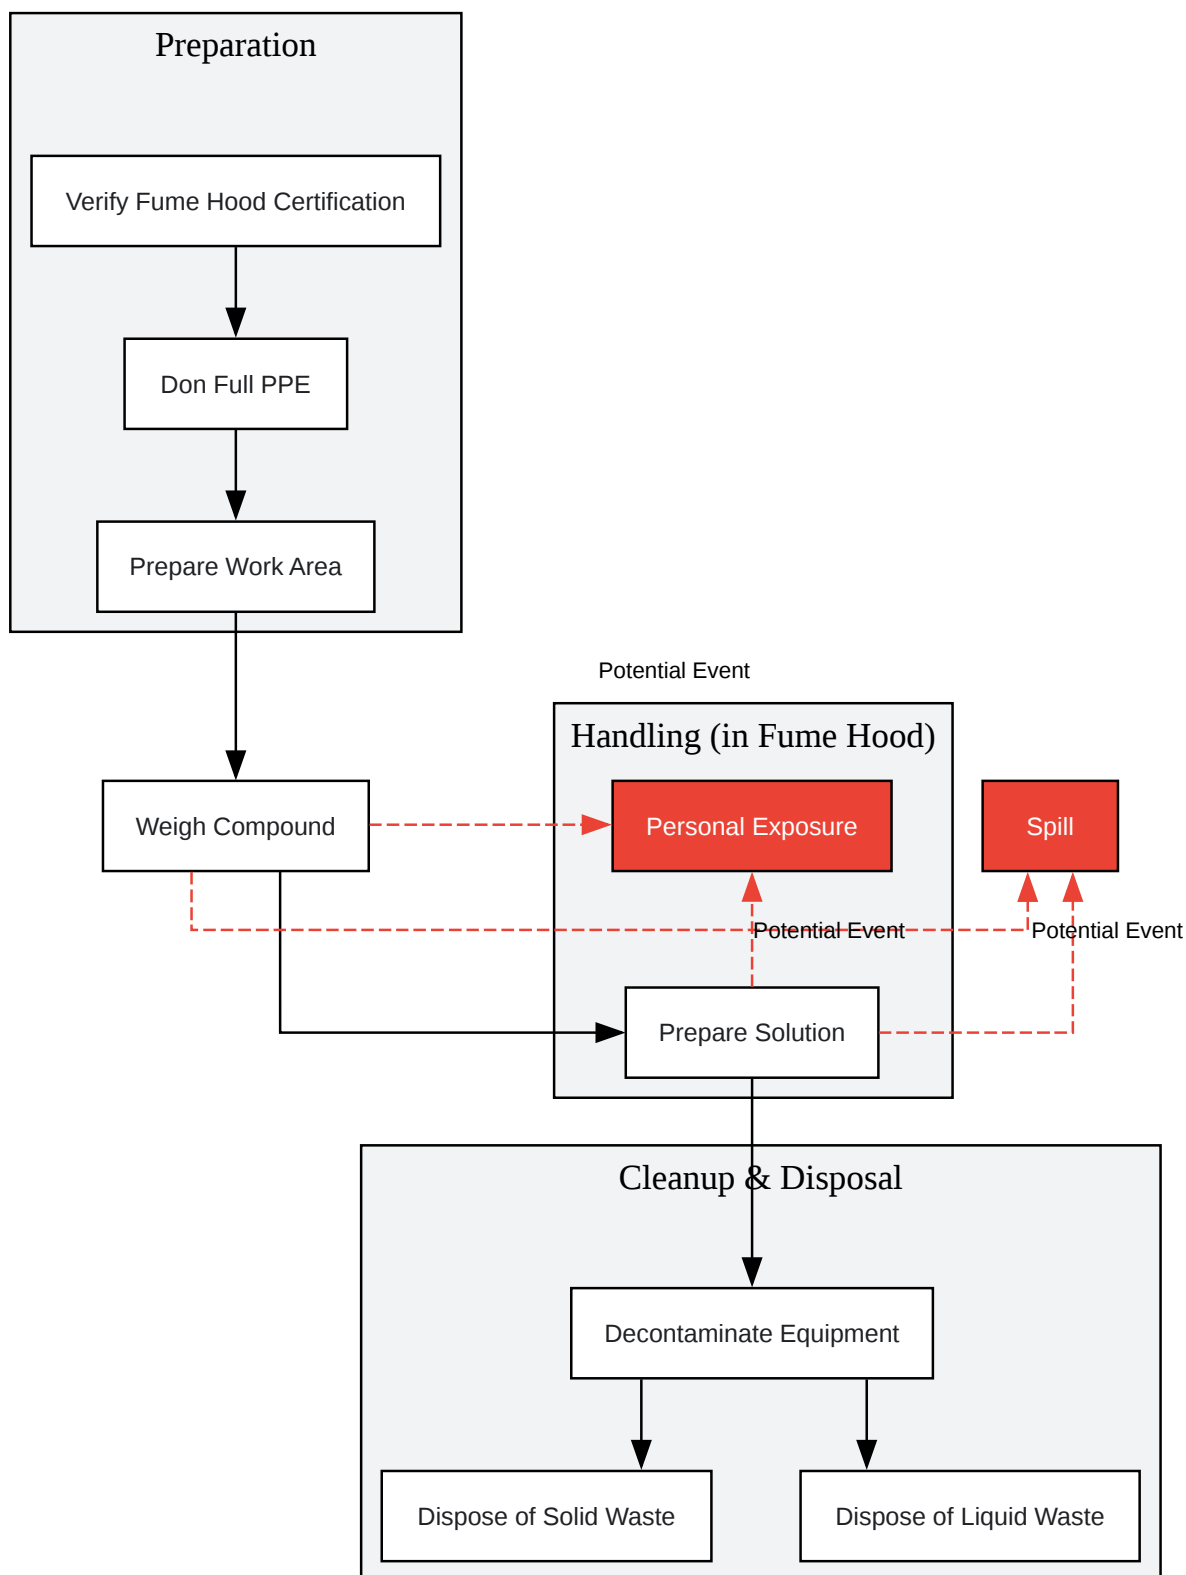 Preparation
Verify Fume Hood Certification
Don Full PPE
Prepare Work Area
Potential Event
Handling (in Fume Hood)
Weigh Compound
Personal Exposure
Spill
Potential Event
Potential Event
Prepare Solution
Cleanup & Disposal
Decontaminate Equipment
Dispose of Solid Waste
Dispose of Liquid Waste